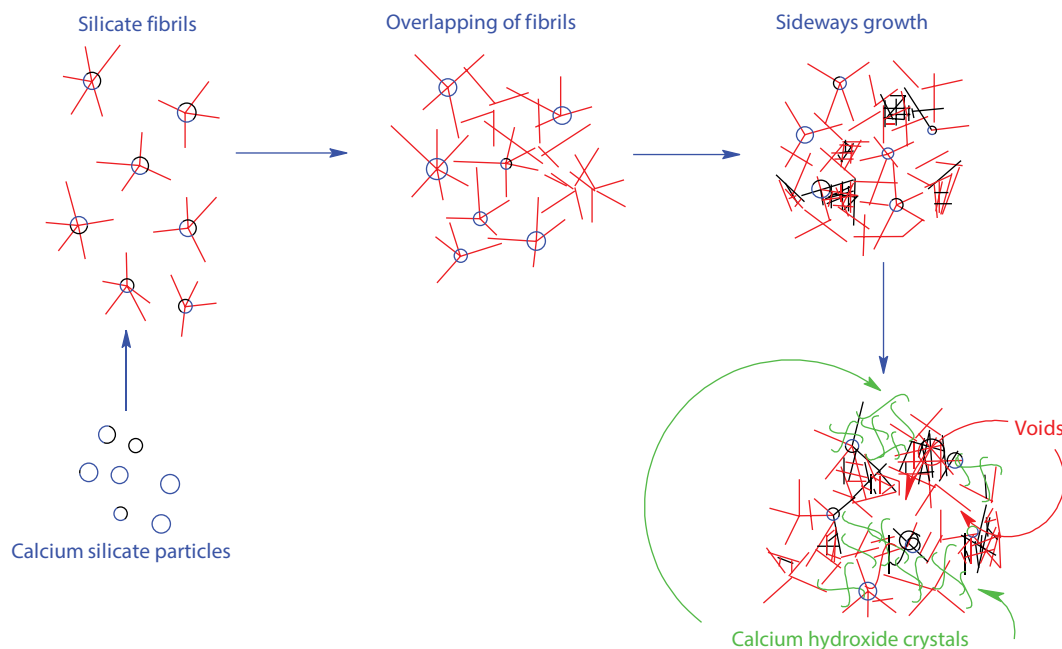 Silicate fibrils
Overlapping of fibrils
Sideways growth
Voids
Calcium silicate particles
Calcium hydroxide crystals